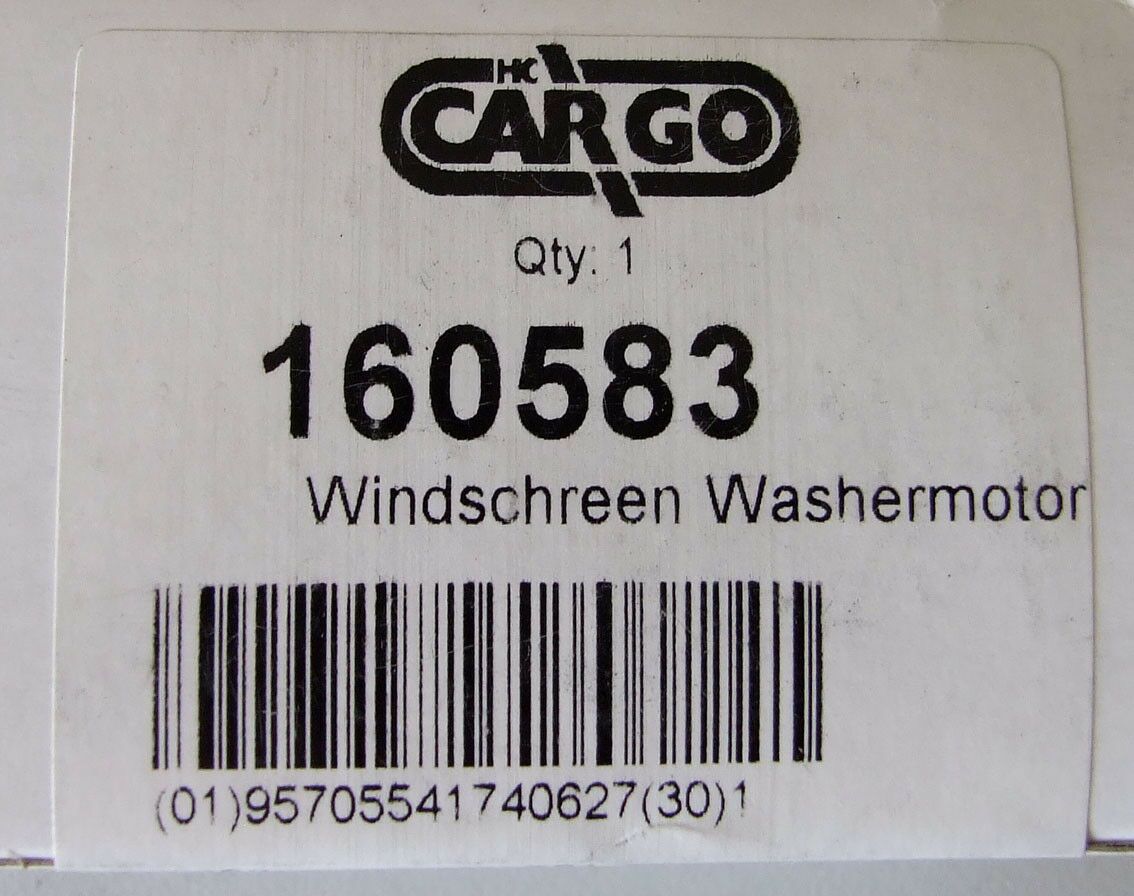 HC
CARGO
Qty: 1
160583
Windschreen Washermotor
(01)95705541740627(30)1